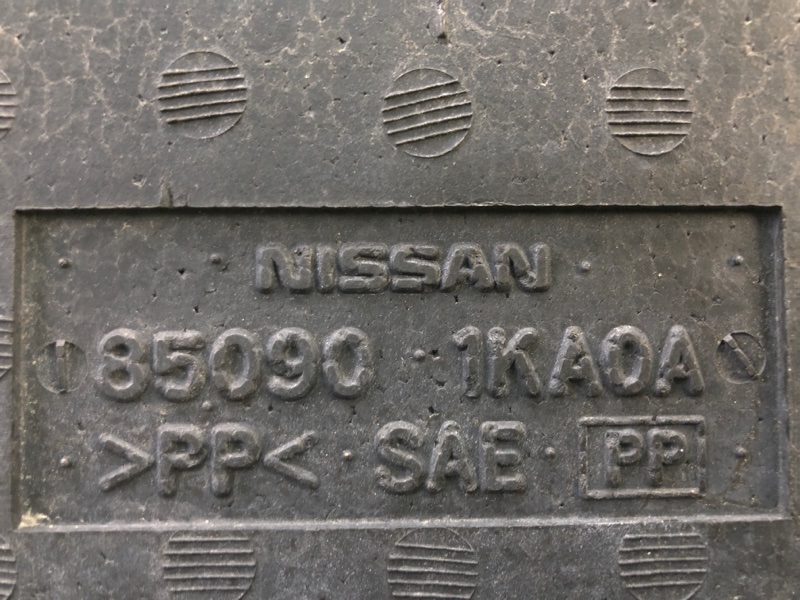 NISSAN
85090 1KA0A
>PP< SAE PP